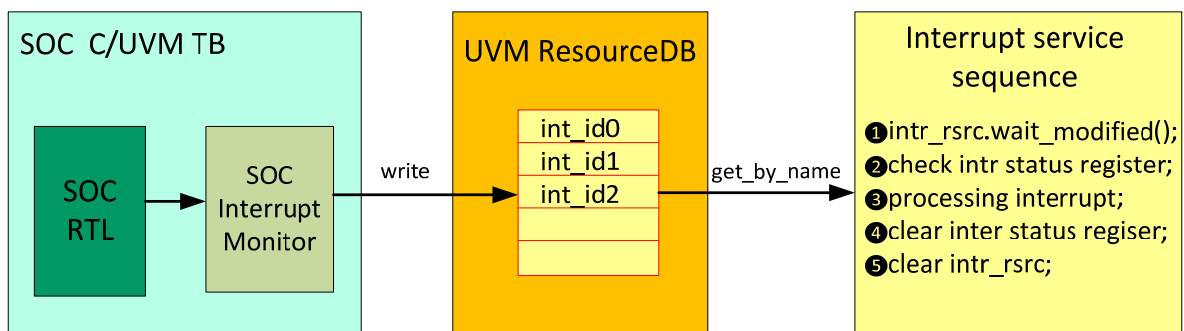 SOC C/UVM TB
SOC
RTL
SOC
Interrupt
Monitor
write
UVM ResourceDB
int_id0
int_id1
int_id2
get_by_name
Interrupt service
sequence
❶intr_rsrc.wait_modified();
❷check intr status register;
❸processing interrupt;
❹clear inter status regiser;
❺clear intr_rsrc;